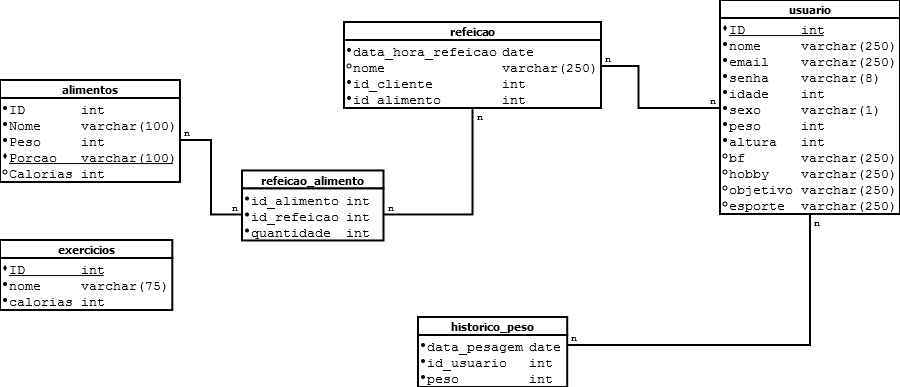 usuario
ID int
nome varchar(250)
email varchar(250)
senha varchar(8)
idade int
sexo varchar(1)
peso int
altura int
bf varchar(250)
hobby varchar(250)
objetivo varchar(250)
esporte varchar(250)
n
n
n
refeicao
data_hora_refeicao date
nome varchar(250)
id_cliente int
id_alimento int
n
alimentos
ID int
Nome varchar(100)
Peso int
Porcao varchar(100)
Calorias int
n
refeicao_alimento
id_alimento int
id_refeicao int
quantidade int
n
n
exercicios
ID int
nome varchar(75)
calorias int
historico_peso
data_pesagem date
id_usuario int
peso int
n